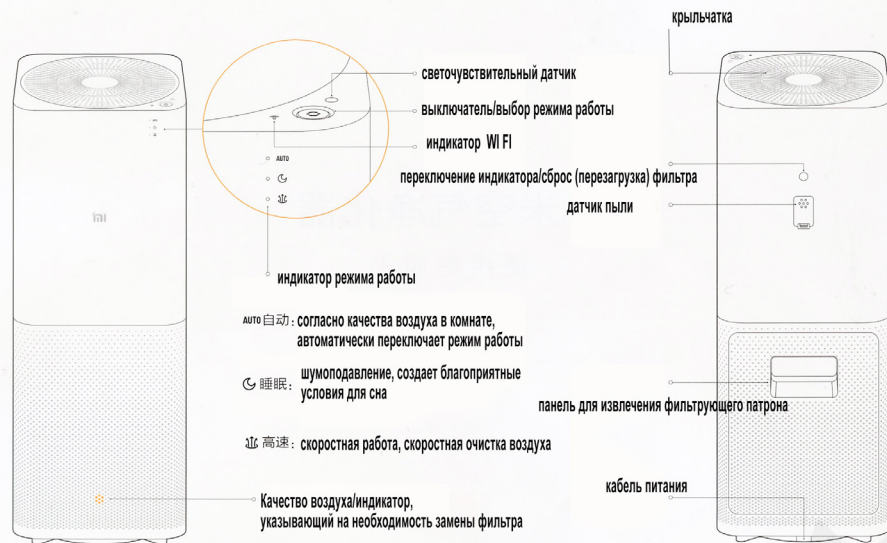 крыльчатка
светочувствительный датчик
выключатель/выбор режима работы
индикатор WI FI
AUTO
переключение индикатора/сброс (перезагрузка) фильтра
датчик пыли
mi
индикатор режима работы
AUTO 自动: согласно качества воздуха в комнате,
автоматически переключает режим работы
睡眠: шумоподавление, создает благоприятные
условия для сна
高速: скоростная работа, скоростная очистка воздуха
панель для извлечения фильтрующего патрона
кабель питания
Качество воздуха/индикатор,
указывающий на необходимость замены фильтра